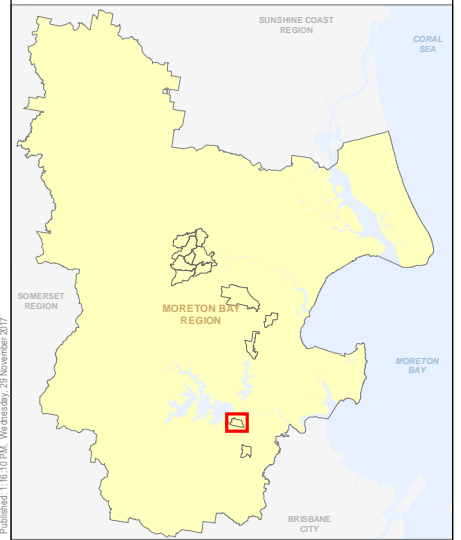 SUNSHINE COAST
REGION
CORAL
SEA
SOMERSET
REGION
MORETON BAY
REGION
MORETON
BAY
BRISBANE
CITY
Published: 1:16:10 PM, Wednesday, 29 November 2017